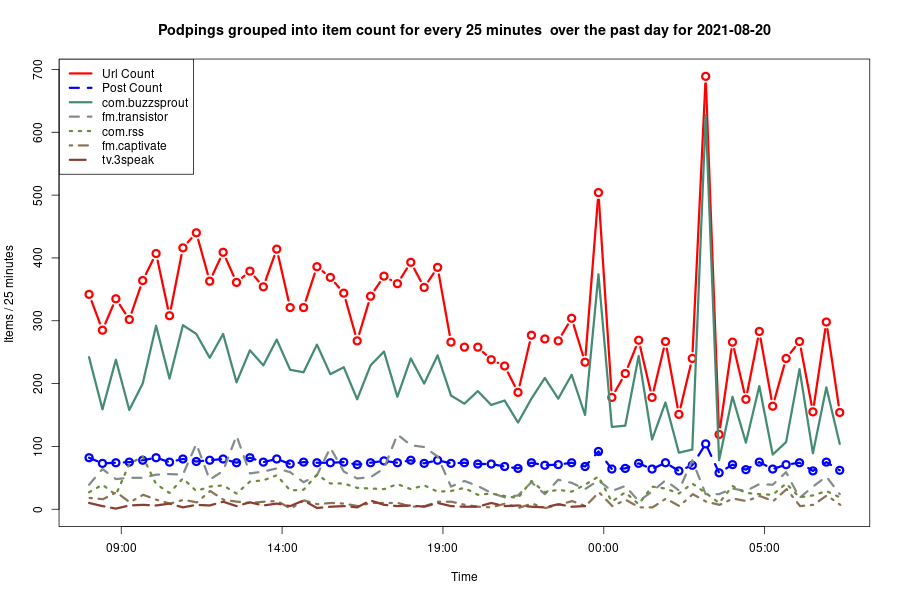 Podpings grouped into item count for every 25 minutes  over the past day for 2021-08-20
Url Count
Post Count
com.buzzsprout
fm.transistor
com.rss
fm.captivate
tv.3speak
Items / 25 minutes
700
600
500
400
300
200
100
0
09:00
14:00
19:00
00:00
05:00
Time